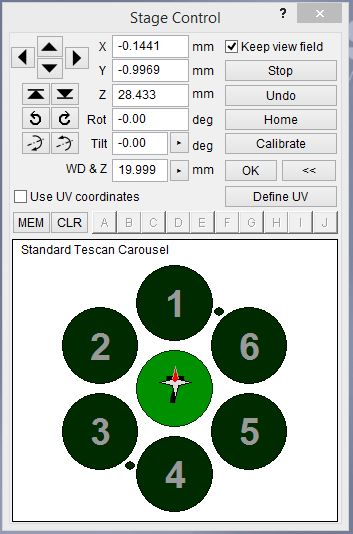 Stage Control
? ×
X -0.1441 mm
Keep view field
Y -0.9969 mm
Stop
Z 28.433 mm
Undo
Rot -0.00 deg
Home
Tilt -0.00 deg
Calibrate
WD & Z 19.999 mm
OK <<
Use UV coordinates
Define UV
MEM CLR A B C D E F G H I J
Standard Tescan Carousel
1
2 6
7
3 5
4